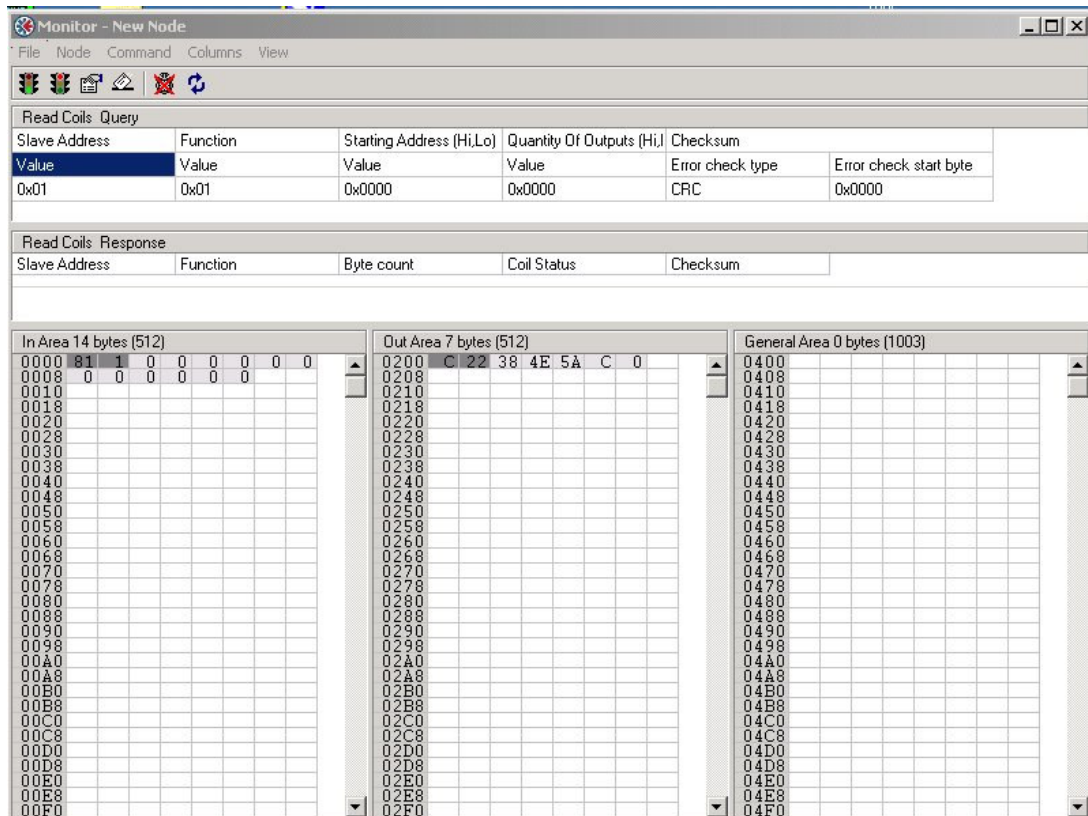 Monitor - New Node
File Node Command Columns View
Read Coils Query
Slave Address Function Starting Address (Hi,Lo) Quantity Of Outputs (Hi,l Checksum
Value Value Value Value Error check type Error check start byte
0x01 0x01 0x0000 0x0000 CRC 0x0000
Read Coils Response
Slave Address Function Byte count Coil Status Checksum
In Area 14 bytes (512) Out Area 7 bytes (512) General Area 0 bytes (1003)
0000 81 1 0 0 0 0 0 0 0200 C 22 38 4E 5A C 0 0400
0008 0 0 0 0 0 0 0208 0408
0010 0210 0410
0018 0218 0418
0020 0220 0420
0028 0228 0428
0030 0230 0430
0038 0238 0438
0040 0240 0440
0048 0248 0448
0050 0250 0450
0058 0258 0458
0060 0260 0460
0068 0268 0468
0070 0270 0470
0078 0278 0478
0080 0280 0480
0088 0288 0488
0090 0290 0490
0098 0298 0498
00A0 02A0 04A0
00A8 02A8 04A8
00B0 02B0 04B0
00B8 02B8 04B8
00C0 02C0 04C0
00C8 02C8 04C8
00D0 02D0 04D0
00D8 02D8 04D8
00E0 02E0 04E0
00E8 02E8 04E8
00F0 02F0 04F0